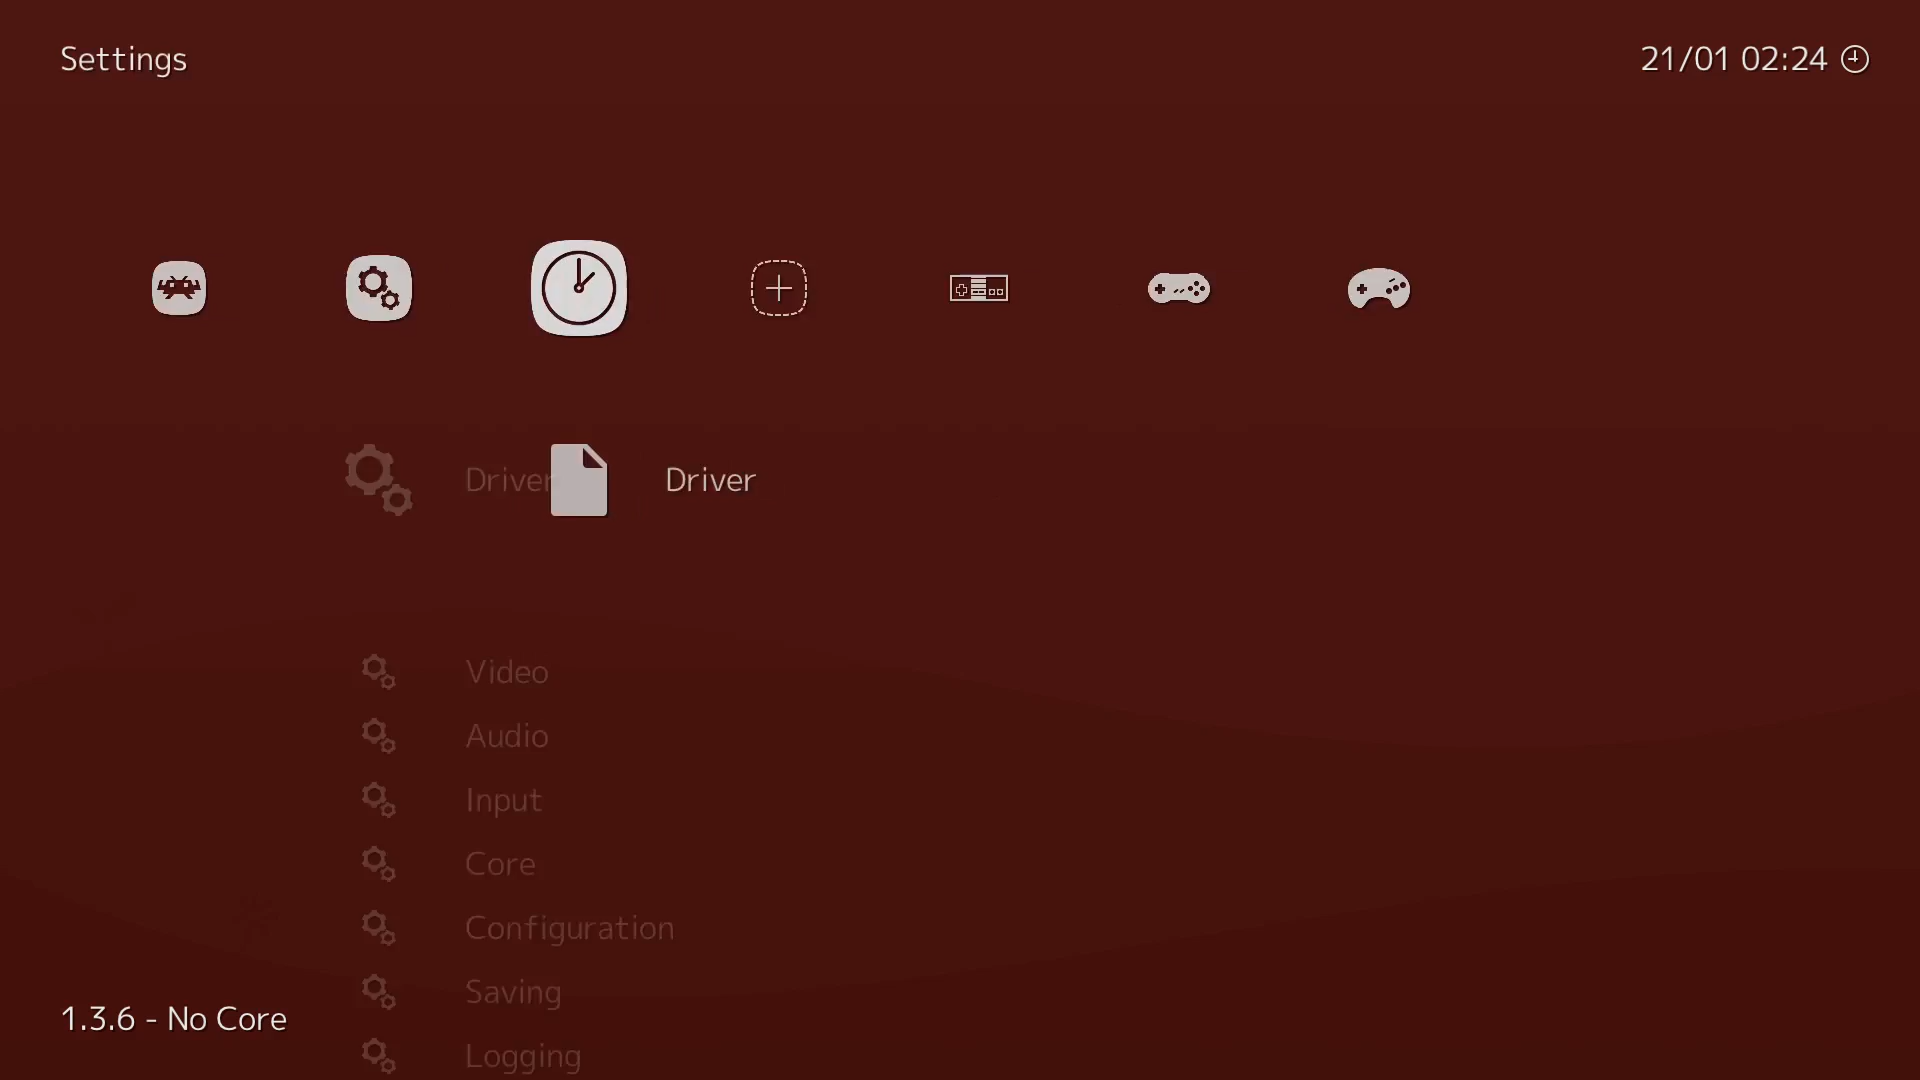 Settings
21/01 02:24
Driver
Driver
Video
Audio
Input
Core
Configuration
Saving
Logging
1.3.6 - No Core